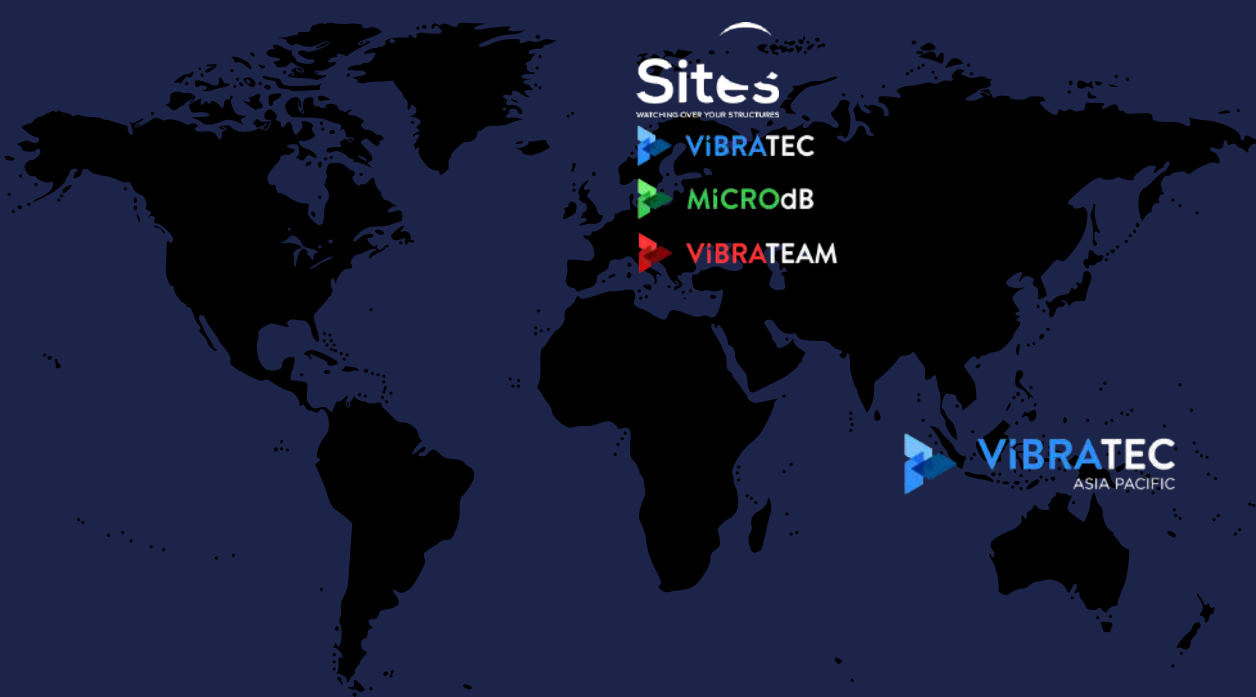 Sites
WATCHING OVER YOUR STRUCTURES
ViBRATEC
MiCROdB
ViBRATEAM
ViBRATEC
ASIA PACIFIC